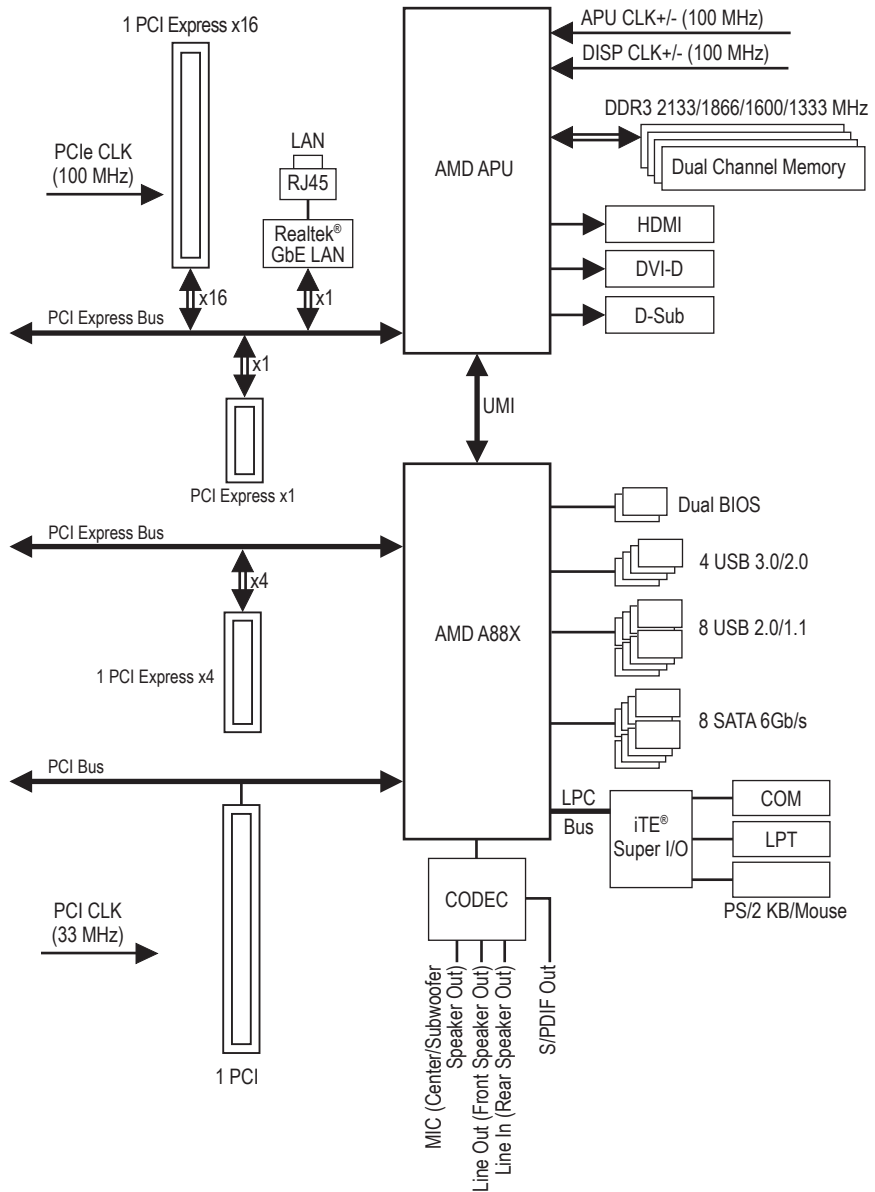 1 PCI Express x16
APU CLK+/- (100 MHz)
DISP CLK+/- (100 MHz)
DDR3 2133/1866/1600/1333 MHz
Dual Channel Memory
PCIe CLK
(100 MHz)
LAN
RJ45
Realtek®
GbE LAN
AMD APU
HDMI
DVI-D
D-Sub
x16
x1
PCI Express Bus
x1
UMI
PCI Express x1
PCI Express Bus
x4
1 PCI Express x4
AMD A88X
Dual BIOS
4 USB 3.0/2.0
8 USB 2.0/1.1
8 SATA 6Gb/s
PCI Bus
LPC
Bus
iTE®
Super I/O
COM
LPT
PS/2 KB/Mouse
CODEC
PCI CLK
(33 MHz)
1 PCI
MIC (Center/Subwoofer
Speaker Out)
Line Out (Front Speaker Out)
Line In (Rear Speaker Out)
S/PDIF Out